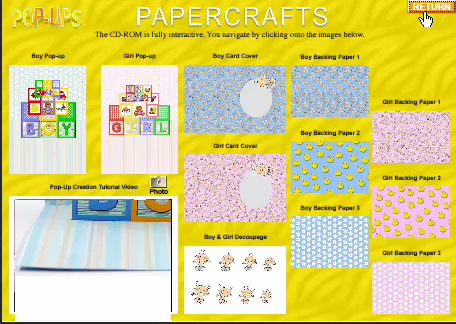 POP-UPS
PAPERCRAFTS
RETURN
The CD-ROM is fully interactive. You navigate by clicking onto the images below.
Boy Pop-up
Girl Pop-up
Boy Card Cover
Boy Backing Paper 1
Girl Backing Paper 1
BOY
GIRL
Boy Backing Paper 2
Girl Card Cover
Girl Backing Paper 2
Pop-Up Creation Tutorial Video
Photo
Boy Backing Paper 3
Boy & Girl Decoupage
Girl Backing Paper 3